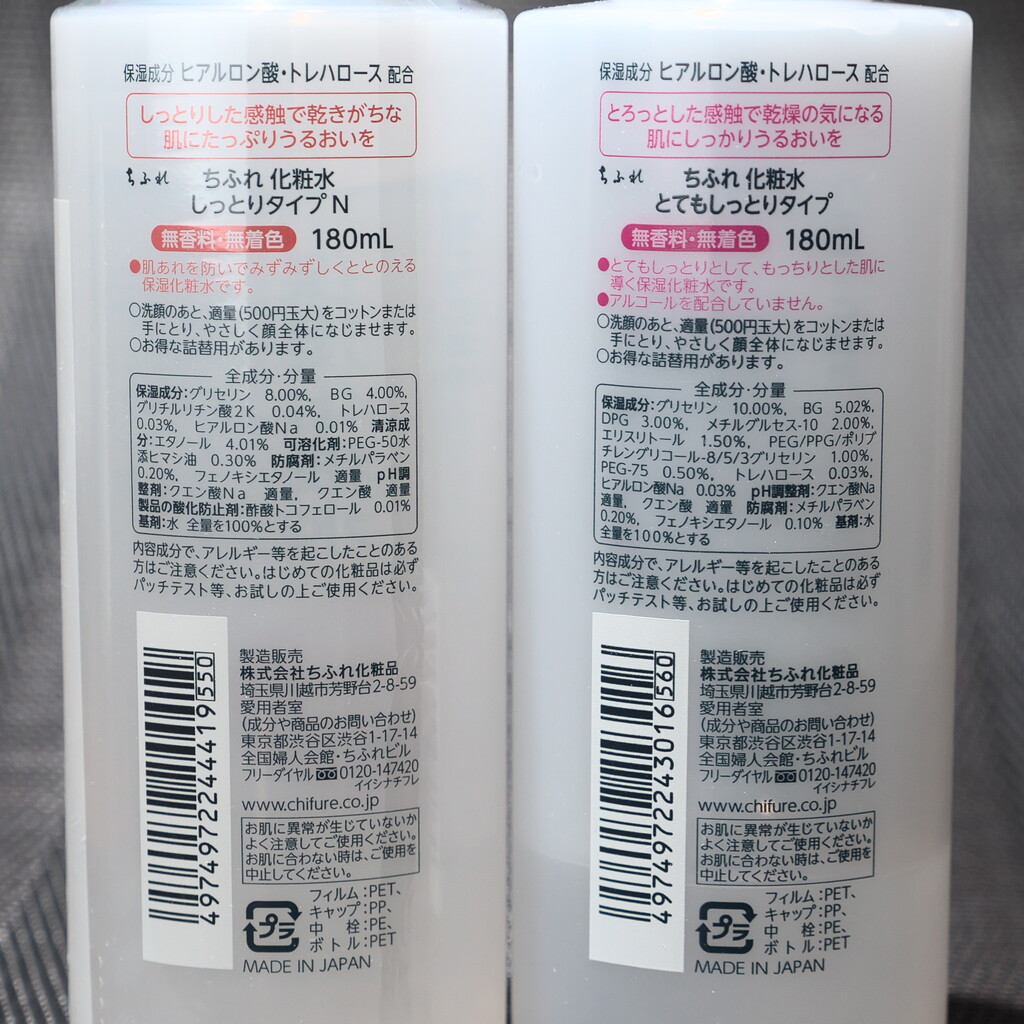 保湿成分 ヒアルロン酸・トレハロース 配合
しっとりした感触で乾きがちな
肌にたっぷりうるおいを
ちふれ ちふれ 化粧水
しっとりタイプ N
無香料・無着色 180mL
●肌あれを防いでみずみずしくととのえる
保湿化粧水です。
○洗顔のあと、適量(500円玉大)をコットンまたは
手にとり、やさしく顔全体になじませます。
○お得な詰替用があります。
全成分・分量
保湿成分:グリセリン 8.00%, BG 4.00%,
グリチルリチン酸2K 0.04%, トレハロース
0.03%, ヒアルロン酸Na 0.01% 清涼成
分:エタノール 4.01% 可溶化剤:PEG-50水
添ヒマシ油 0.30% 防腐剤:メチルパラベン
0.20%, フェノキシエタノール 適量 pH調
整剤:クエン酸Na 適量, クエン酸 適量
製品の酸化防止剤:酢酸トコフェロール 0.01%
基剤:水 全量を100%とする
内容成分で、アレルギー等を起こしたことのある
方はご注意ください。はじめての化粧品は必ず
パッチテスト等、お試しの上ご使用ください。
4974972244419550
製造販売
株式会社ちふれ化粧品
埼玉県川越市芳野台2-8-59
愛用者室
(成分や商品のお問い合わせ)
東京都渋谷区渋谷1-17-14
全国婦人会館・ちふれビル
フリーダイヤル 0120-147420
イイシナチフレ
www.chifure.co.jp
お肌に異常が生じていないか
よく注意してご使用ください。
お肌に合わない時は、ご使用を
中止してください。
プラ
フィルム:PET、
キャップ:PP、
中 栓:PE、
ボトル:PET
MADE IN JAPAN
保湿成分 ヒアルロン酸・トレハロース 配合
とろっとした感触で乾燥の気になる
肌にしっかりうるおいを
ちふれ ちふれ 化粧水
とてもしっとりタイプ
無香料・無着色 180mL
●とてもしっとりとして、もっちりとした肌に
導く保湿化粧水です。
●アルコールを配合していません。
○洗顔のあと、適量(500円玉大)をコットンまたは
手にとり、やさしく顔全体になじませます。
○お得な詰替用があります。
全成分・分量
保湿成分:グリセリン 10.00%, BG 5.02%,
DPG 3.00%, メチルグルセス-10 2.00%,
エリスリトール 1.50%, PEG/PPG/ポリブ
チレングリコール-8/5/3グリセリン 1.00%,
PEG-75 0.50%, トレハロース 0.03%,
ヒアルロン酸Na 0.03% pH調整剤:クエン酸Na
適量, クエン酸 適量 防腐剤:メチルパラベン
0.20%, フェノキシエタノール 0.10% 基剤:水
全量を100%とする
内容成分で、アレルギー等を起こしたことのある
方はご注意ください。はじめての化粧品は必ず
パッチテスト等、お試しの上ご使用ください。
4974972243016560
製造販売
株式会社ちふれ化粧品
埼玉県川越市芳野台2-8-59
愛用者室
(成分や商品のお問い合わせ)
東京都渋谷区渋谷1-17-14
全国婦人会館・ちふれビル
フリーダイヤル 0120-147420
イイシナチフレ
www.chifure.co.jp
お肌に異常が生じていないか
よく注意してご使用ください。
お肌に合わない時は、ご使用を
中止してください。
プラ
フィルム:PET、
キャップ:PP、
中 栓:PE、
ボトル:PET
MADE IN JAPAN